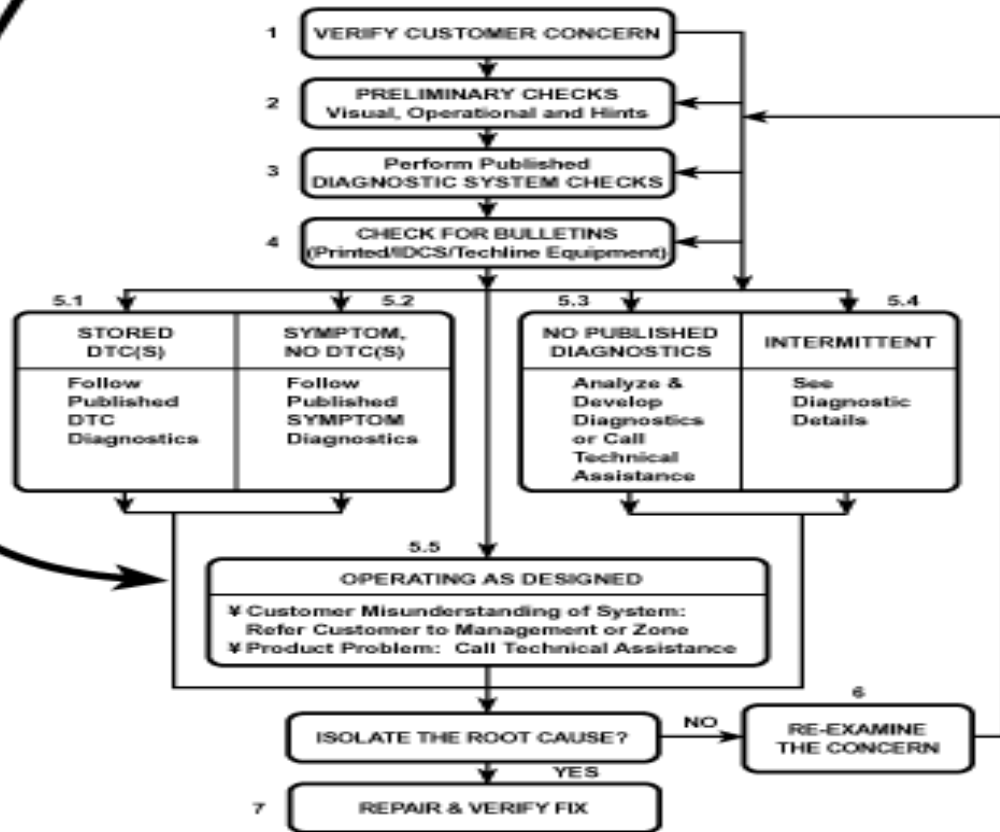 1
VERIFY CUSTOMER CONCERN
2
PRELIMINARY CHECKS
Visual, Operational and Hints
3
Perform Published
DIAGNOSTIC SYSTEM CHECKS
4
CHECK FOR BULLETINS
(Printed/IDCS/Techline Equipment)
5.1
STORED
DTC(S)
Follow
Published
DTC
Diagnostics
5.2
SYMPTOM,
NO DTC(S)
Follow
Published
SYMPTOM
Diagnostics
5.3
NO PUBLISHED
DIAGNOSTICS
Analyze &
Develop
Diagnostics
or Call
Technical
Assistance
5.4
INTERMITTENT
See
Diagnostic
Details
5.5
OPERATING AS DESIGNED
¥ Customer Misunderstanding of System:
Refer Customer to Management or Zone
¥ Product Problem: Call Technical Assistance
ISOLATE THE ROOT CAUSE?
NO
6
RE-EXAMINE
THE CONCERN
YES
7
REPAIR & VERIFY FIX